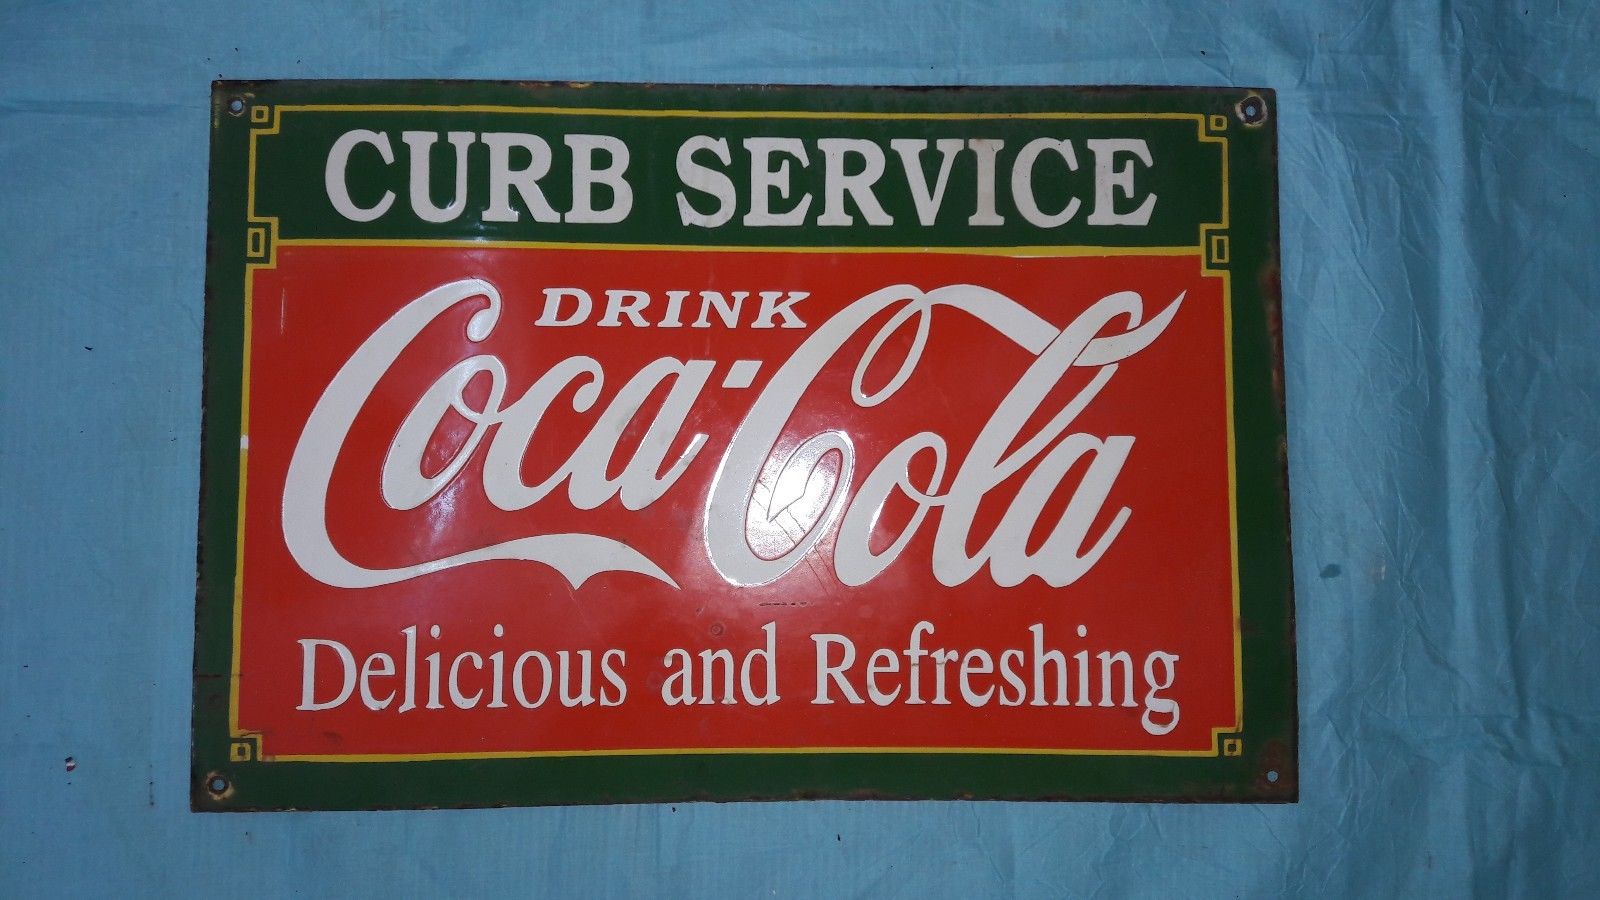 CURB SERVICE
DRINK
Coca-Cola
Delicious and Refreshing